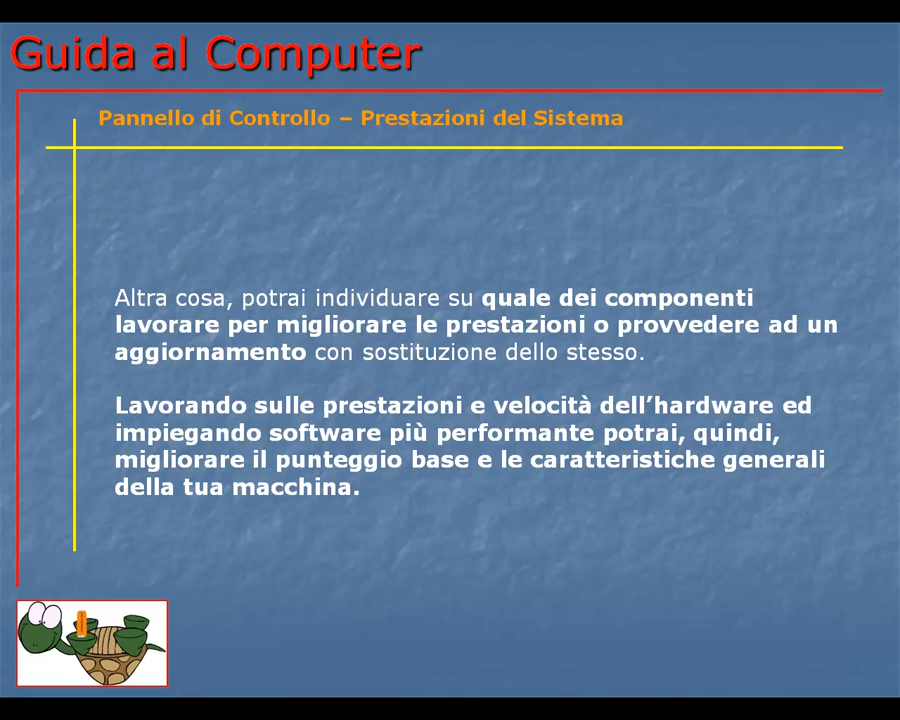 Guida al Computer
Pannello di Controllo – Prestazioni del Sistema
Altra cosa, potrai individuare su quale dei componenti
lavorare per migliorare le prestazioni o provvedere ad un
aggiornamento con sostituzione dello stesso.
Lavorando sulle prestazioni e velocità dell’hardware ed
impiegando software più performante potrai, quindi,
migliorare il punteggio base e le caratteristiche generali
della tua macchina.